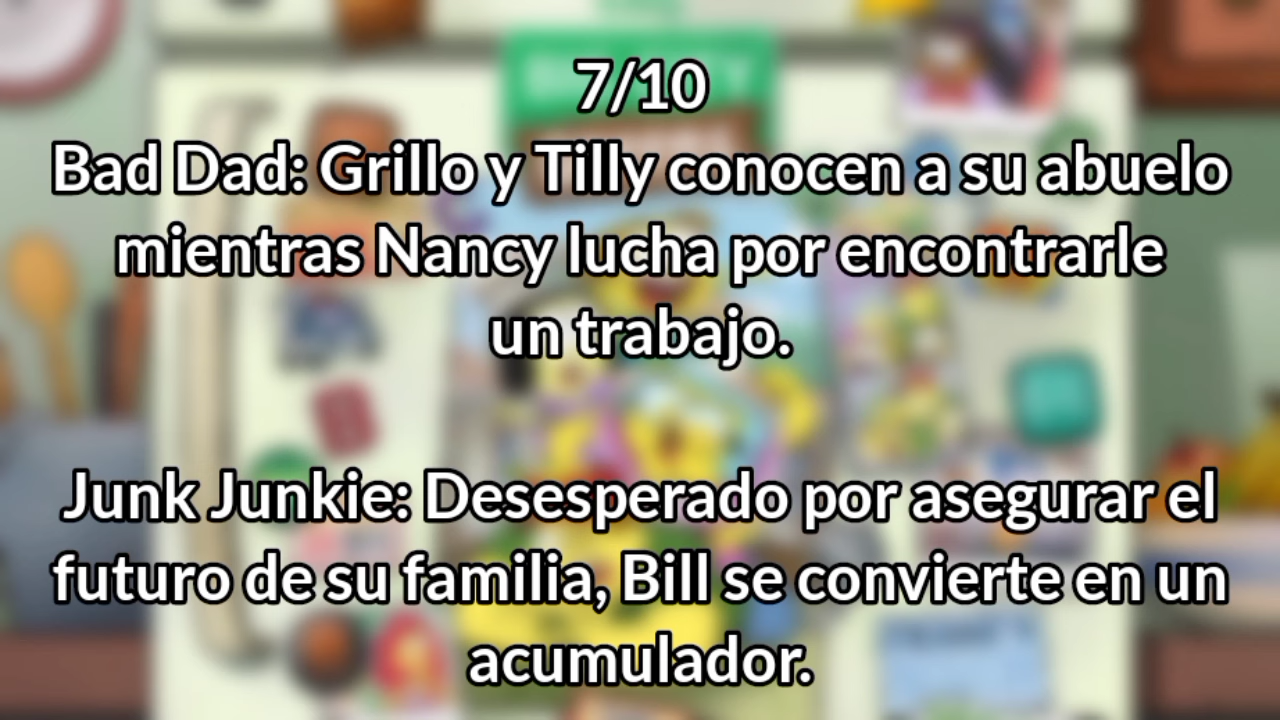 7/10
Bad Dad: Grillo y Tilly conocen a su abuelo
mientras Nancy lucha por encontrarle
un trabajo.
Junk Junkie: Desesperado por asegurar el
futuro de su familia, Bill se convierte en un
acumulador.